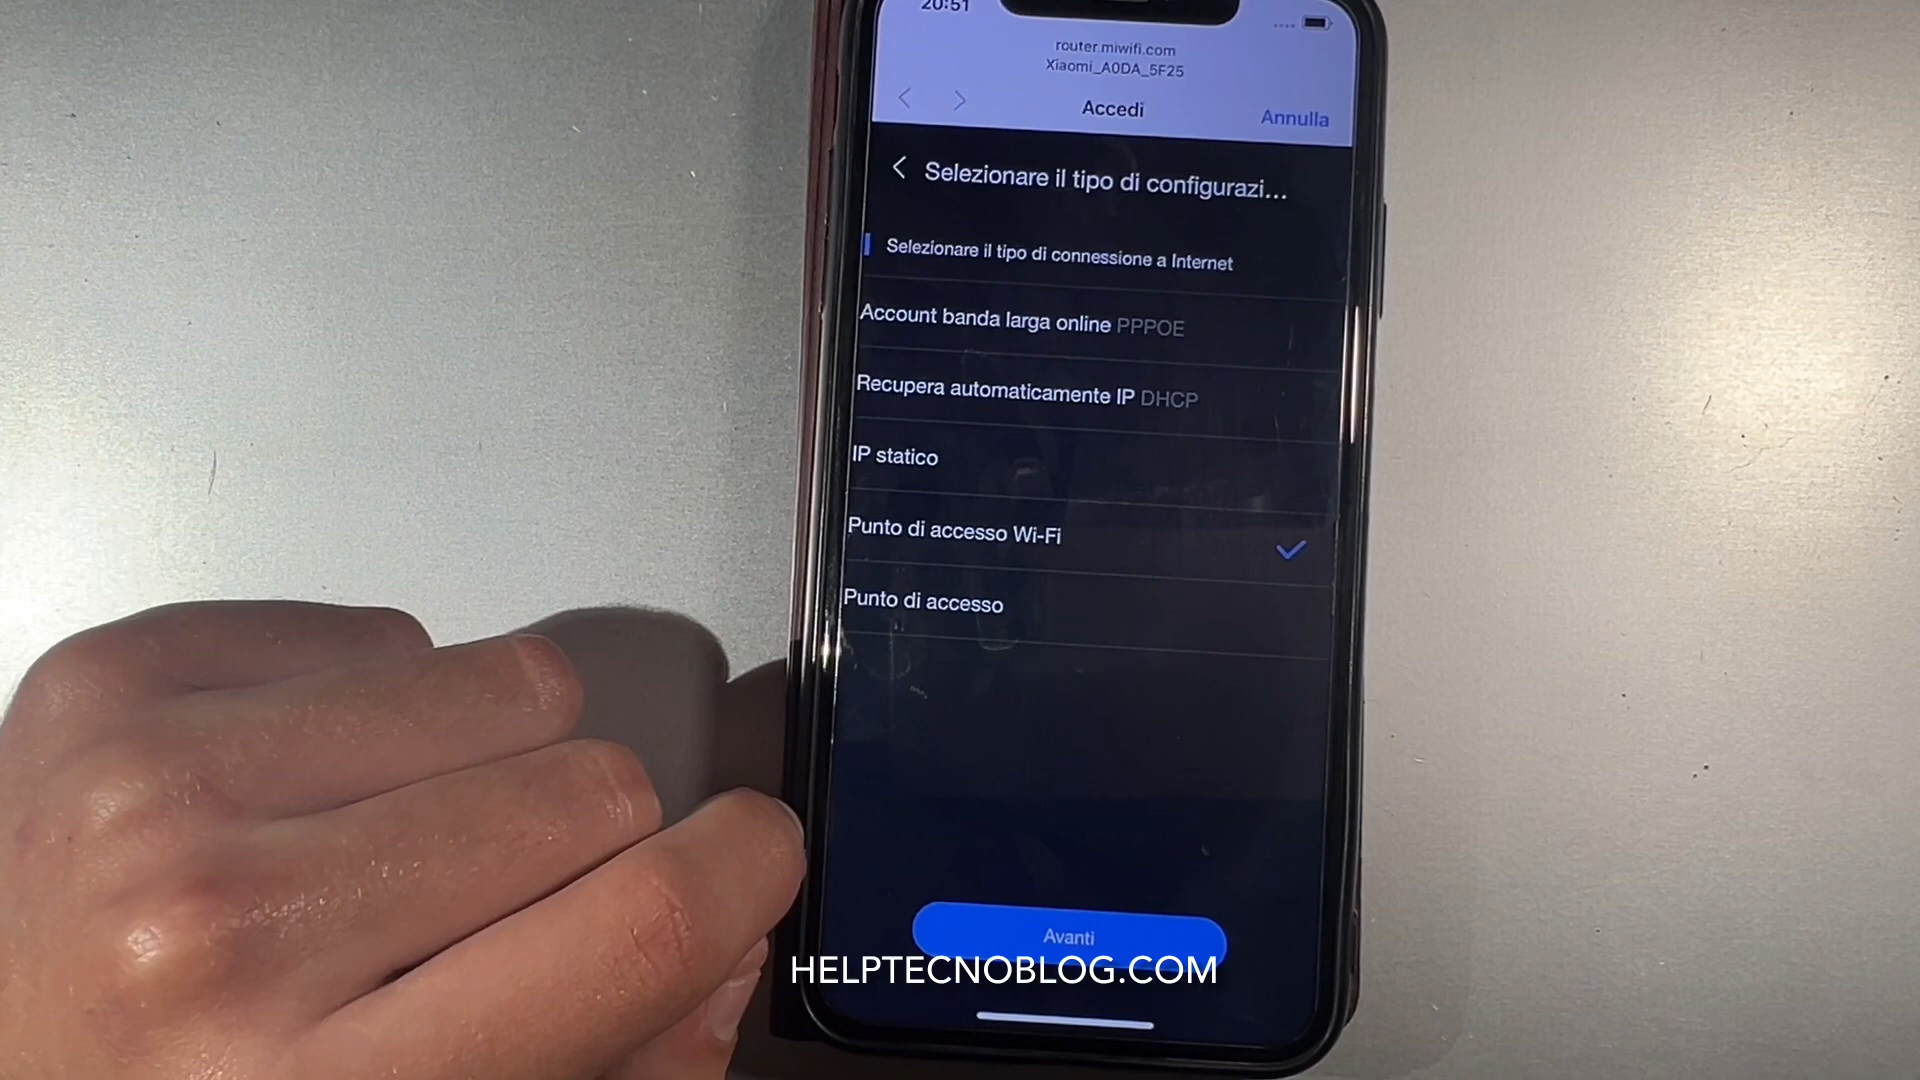 20:51
router.miwifi.com
Xiaomi_A0DA_5F25
Accedi
Annulla
Selezionare il tipo di configurazi...
Selezionare il tipo di connessione a Internet
Account banda larga online PPPOE
Recupera automaticamente IP DHCP
IP statico
Punto di accesso Wi-Fi
Punto di accesso
Avanti
HELPTECNOBLOG.COM